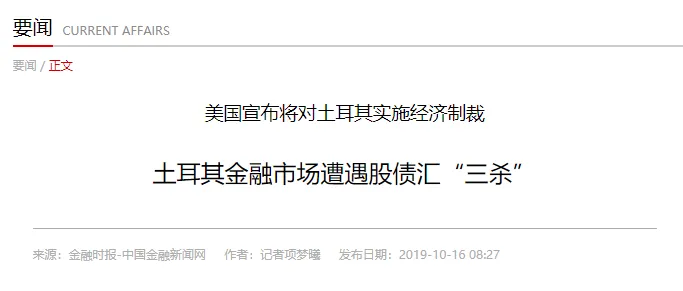 要闻 CURRENT AFFAIRS
要闻 / 正文
美国宣布将对土耳其实施经济制裁
土耳其金融市场遭遇股债汇“三杀”
来源：金融时报-中国金融新闻网 作者：记者项梦曦 发布日期：2019-10-16 08:27